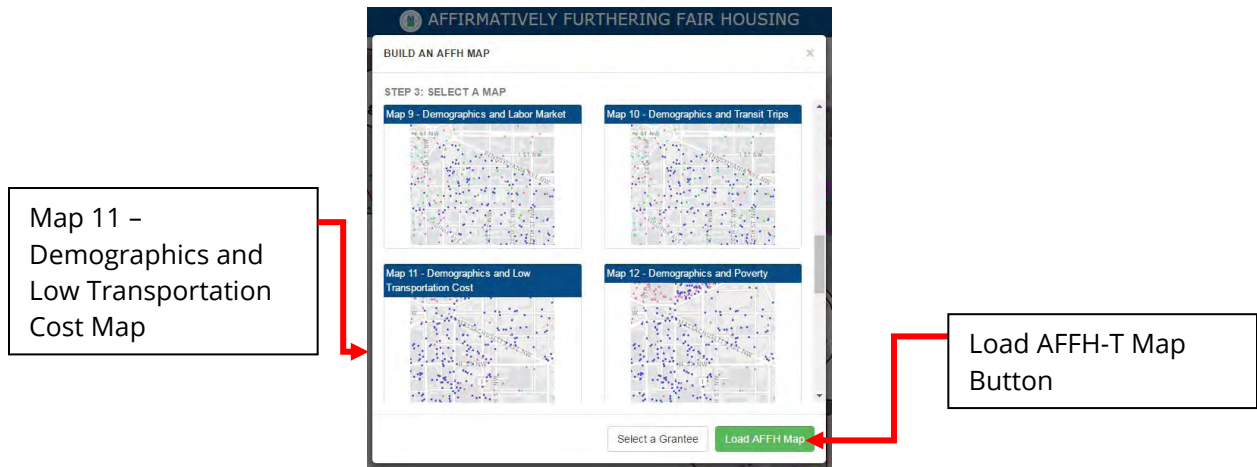 AFFIRMATIVELY FURTHERING FAIR HOUSING
BUILD AN AFFH MAP
×
STEP 3: SELECT A MAP
Map 9 - Demographics and Labor Market
Map 10 - Demographics and Transit Trips
Map 11 - Demographics and Low
Transportation Cost
Map 12 - Demographics and Poverty
Select a Grantee
Load AFFH Map
Map 11 –
Demographics and
Low Transportation
Cost Map
Load AFFH-T Map
Button